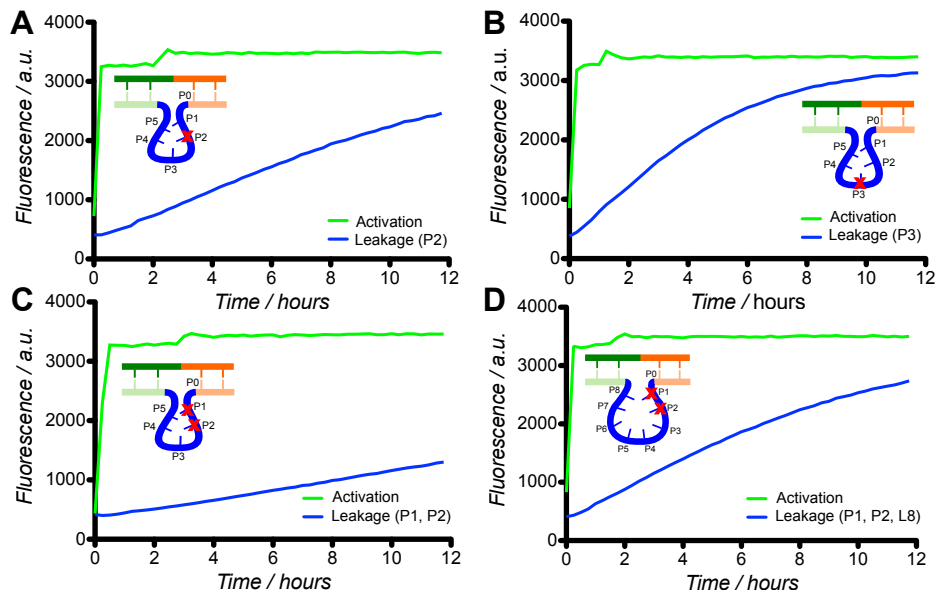 A
Fluorescence / a.u.
4000
3000
2000
1000
0
P0
P1
P2
P3
P4
P5
Activation
Leakage (P2)
0 2 4 6 8 10 12
Time / hours
B
Fluorescence / a.u.
4000
3000
2000
1000
0
P0
P1
P2
P3
P4
P5
Activation
Leakage (P3)
0 2 4 6 8 10 12
Time / hours
C
Fluorescence / a.u.
4000
3000
2000
1000
0
P0
P1
P2
P3
P4
P5
Activation
Leakage (P1, P2)
0 2 4 6 8 10 12
Time / hours
D
Fluorescence / a.u.
4000
3000
2000
1000
0
P0
P1
P2
P3
P4
P5
P6
P7
P8
Activation
Leakage (P1, P2, L8)
0 2 4 6 8 10 12
Time / hours